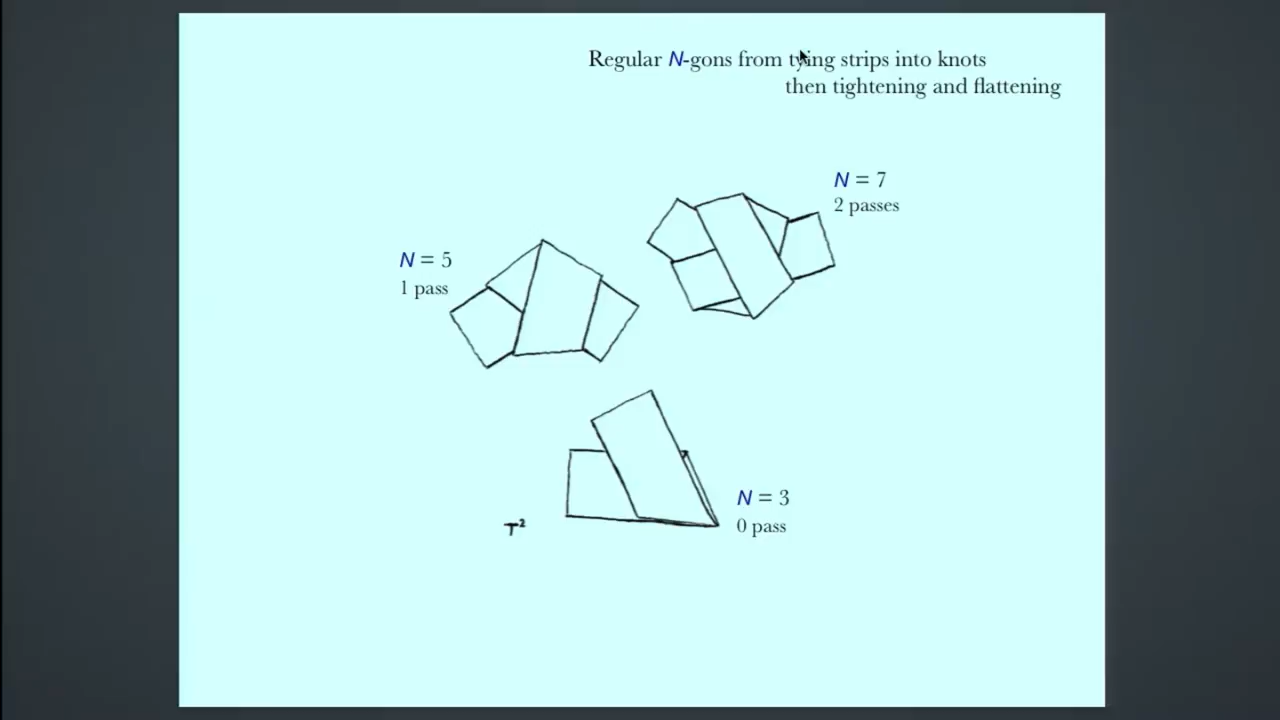 Regular N-gons from tying strips into knots
then tightening and flattening
N = 7
2 passes
N = 5
1 pass
N = 3
0 pass
T²